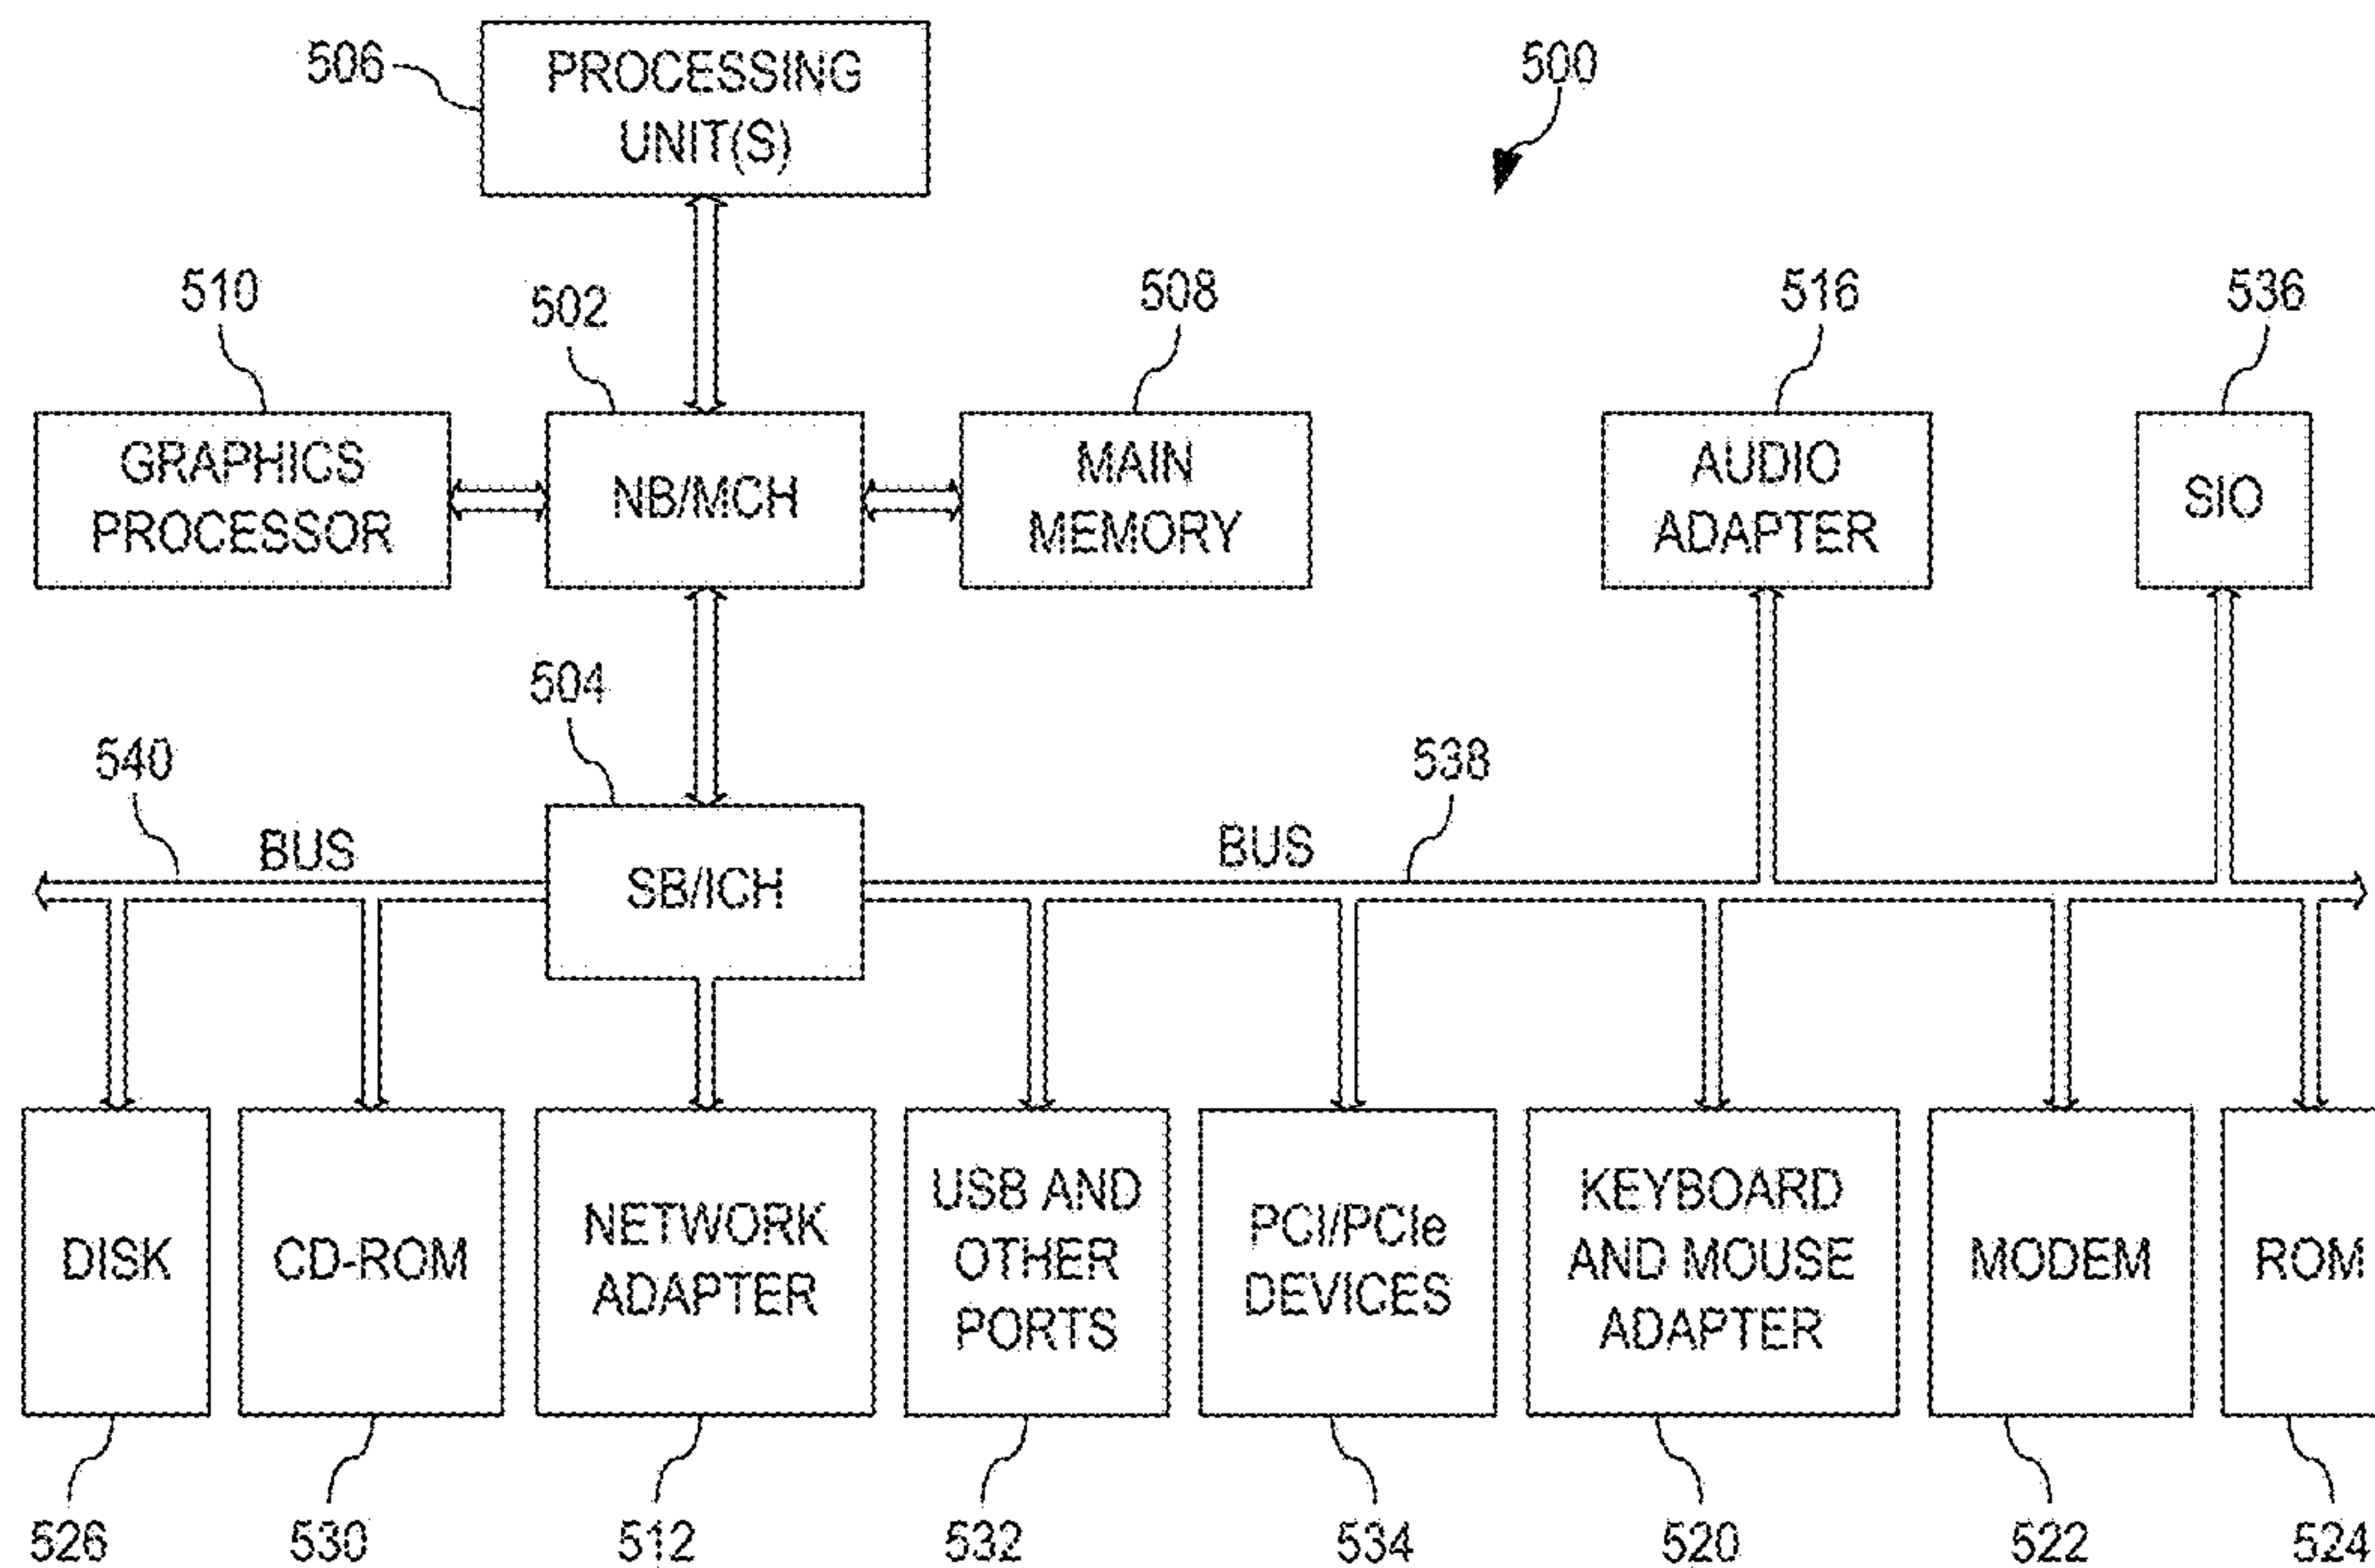 506
PROCESSING
UNIT(S)
500
510
502
508
516
536
GRAPHICS
PROCESSOR
NB/MCH
MAIN
MEMORY
AUDIO
ADAPTER
SIO
504
540
538
BUS
SB/ICH
BUS
DISK
CD-ROM
NETWORK
ADAPTER
USB AND
OTHER
PORTS
PCI/PCIe
DEVICES
KEYBOARD
AND MOUSE
ADAPTER
MODEM
ROM
526
530
512
532
534
520
522
524